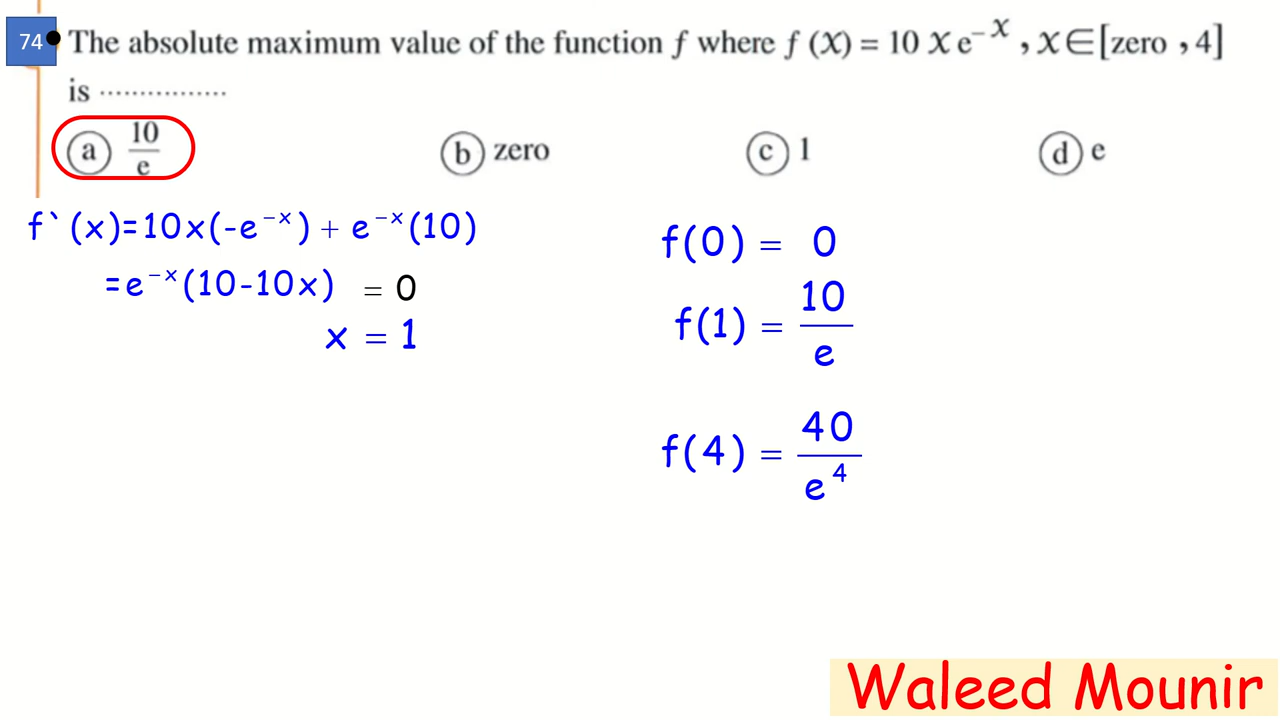 74 • The absolute maximum value of the function f where f (X) = 10 X e⁻ˣ , X ∈ [zero , 4]
is ................
(a) 10/e (b) zero (c) 1 (d) e
f`(x)=10x(-e⁻ˣ) + e⁻ˣ(10)
=e⁻ˣ(10-10x) = 0
x = 1
f(0) = 0
f(1) = 10/e
f(4) = 40/e⁴
Waleed Mounir